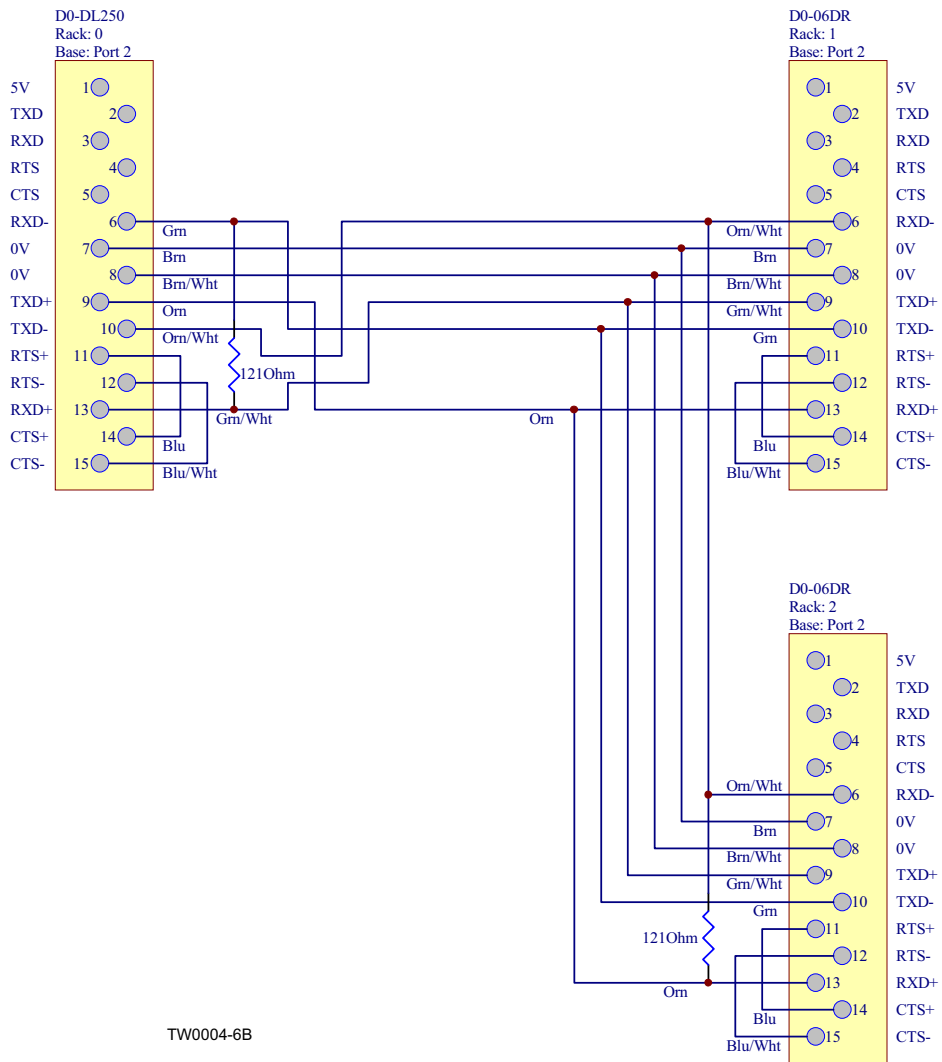 D0-DL250
Rack: 0
Base: Port 2
5V 1
TXD 2
RXD 3
RTS 4
CTS 5
RXD- 6 Grn
0V 7 Brn
0V 8 Brn/Wht
TXD+ 9 Orn
TXD- 10 Orn/Wht
RTS+ 11
121Ohm
RTS- 12
RXD+ 13 Grn/Wht
CTS+ 14 Blu
CTS- 15 Blu/Wht
D0-06DR
Rack: 1
Base: Port 2
1 5V
2 TXD
3 RXD
4 RTS
5 CTS
Orn/Wht 6 RXD-
Brn 7 0V
Brn/Wht 8 0V
Grn/Wht 9 TXD+
Grn 10 TXD-
11 RTS+
12 RTS-
Orn 13 RXD+
Blu 14 CTS+
Blu/Wht 15 CTS-
D0-06DR
Rack: 2
Base: Port 2
1 5V
2 TXD
3 RXD
4 RTS
5 CTS
Orn/Wht 6 RXD-
Brn 7 0V
Brn/Wht 8 0V
Grn/Wht 9 TXD+
Grn 10 TXD-
11 RTS+
121Ohm
12 RTS-
Orn 13 RXD+
Blu 14 CTS+
Blu/Wht 15 CTS-
TW0004-6B